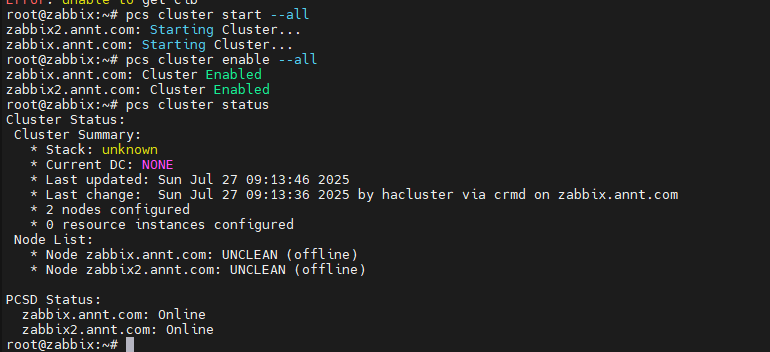 Error: unable to get cib
root@zabbix:~# pcs cluster start --all
zabbix2.annt.com: Starting Cluster...
zabbix.annt.com: Starting Cluster...
root@zabbix:~# pcs cluster enable --all
zabbix.annt.com: Cluster Enabled
zabbix2.annt.com: Cluster Enabled
root@zabbix:~# pcs cluster status
Cluster Status:
 Cluster Summary:
   * Stack: unknown
   * Current DC: NONE
   * Last updated: Sun Jul 27 09:13:46 2025
   * Last change:  Sun Jul 27 09:13:36 2025 by hacluster via crmd on zabbix.annt.com
   * 2 nodes configured
   * 0 resource instances configured
 Node List:
   * Node zabbix.annt.com: UNCLEAN (offline)
   * Node zabbix2.annt.com: UNCLEAN (offline)

PCSD Status:
  zabbix.annt.com: Online
  zabbix2.annt.com: Online
root@zabbix:~#